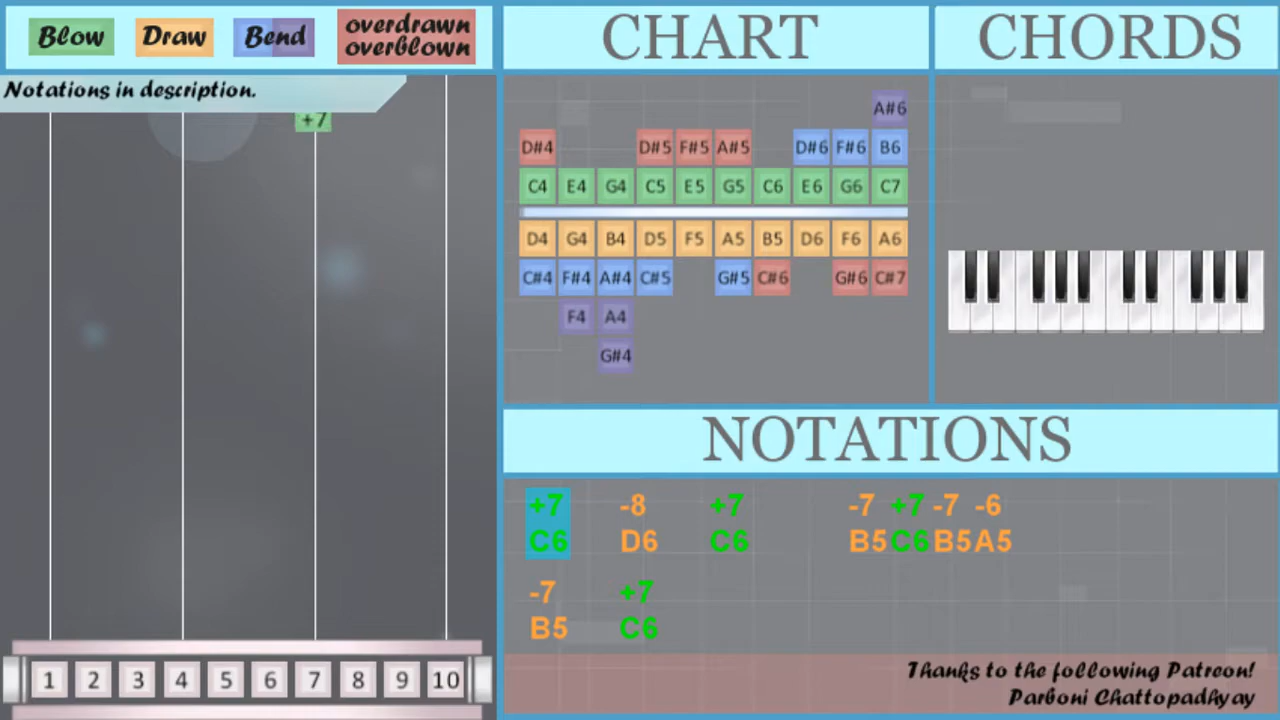 Blow Draw Bend overdrawn
overblown
CHART
CHORDS
Notations in description.
+7
A#6
D#4 D#5 F#5 A#5 D#6 F#6 B6
C4 E4 G4 C5 E5 G5 C6 E6 G6 C7
D4 G4 B4 D5 F5 A5 B5 D6 F6 A6
C#4 F#4 A#4 C#5 G#5 C#6 G#6 C#7
F4 A4
G#4
NOTATIONS
+7 -8 +7 -7 +7 -7 -6
C6 D6 C6 B5 C6 B5 A5
-7 +7
B5 C6
1 2 3 4 5 6 7 8 9 10
Thanks to the following Patreon!
Parboni Chattopadhyay